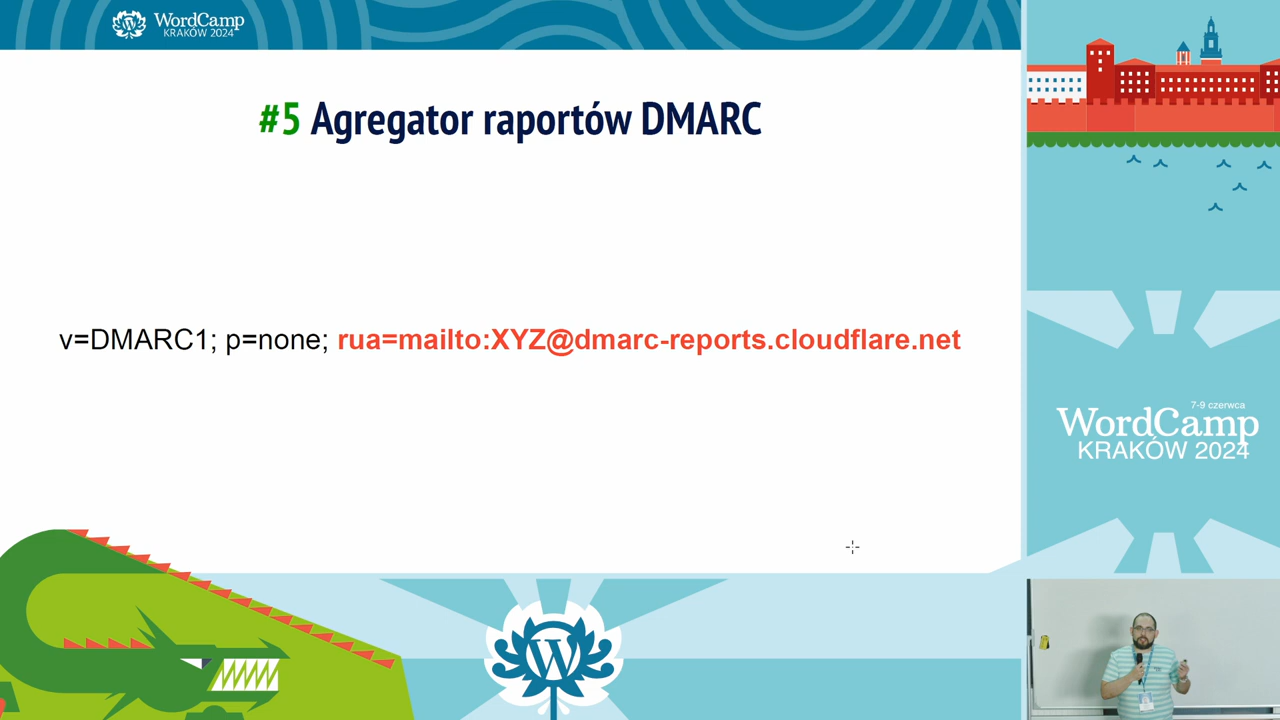 WordCamp
KRAKÓW 2024
#5 Agregator raportów DMARC
v=DMARC1; p=none; rua=mailto:XYZ@dmarc-reports.cloudflare.net
7-9 czerwca
WordCamp
KRAKÓW 2024
W